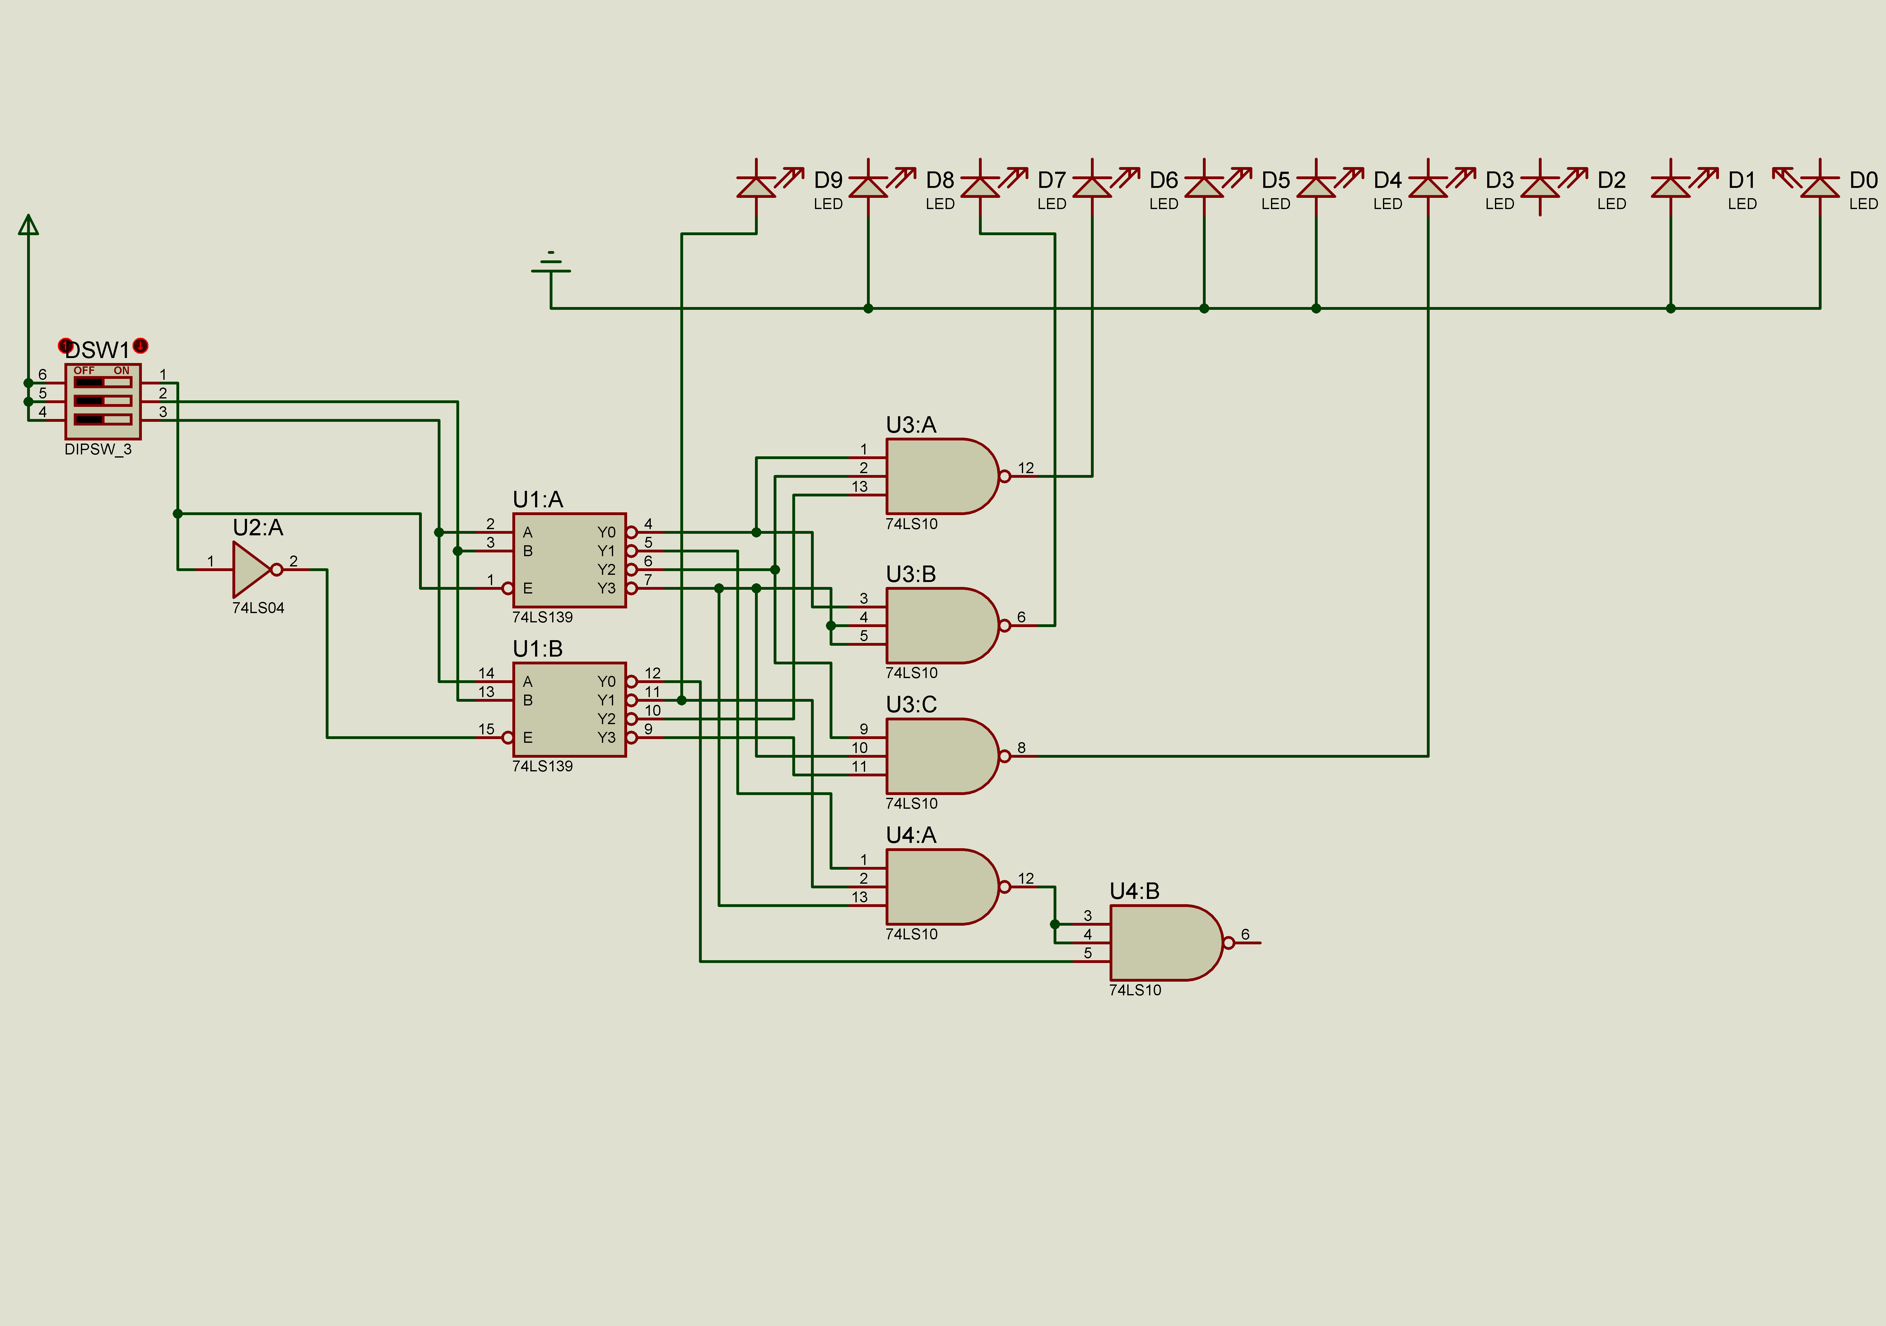 D9 D8 D7 D6 D5 D4 D3 D2 D1 D0
LED LED LED LED LED LED LED LED LED LED
DSW1
OFF ON
6 1
5 2
4 3
DIPSW_3
U2:A
1 2
74LS04
U1:A
2 A Y0 4
3 B Y1 5
Y2 6
1 E Y3 7
74LS139
U1:B
14 A Y0 12
13 B Y1 11
Y2 10
15 E Y3 9
74LS139
U3:A
1
2 12
13
74LS10
U3:B
3
4 6
5
74LS10
U3:C
9
10 8
11
74LS10
U4:A
1
2 12
13
74LS10
U4:B
3
4 6
5
74LS10